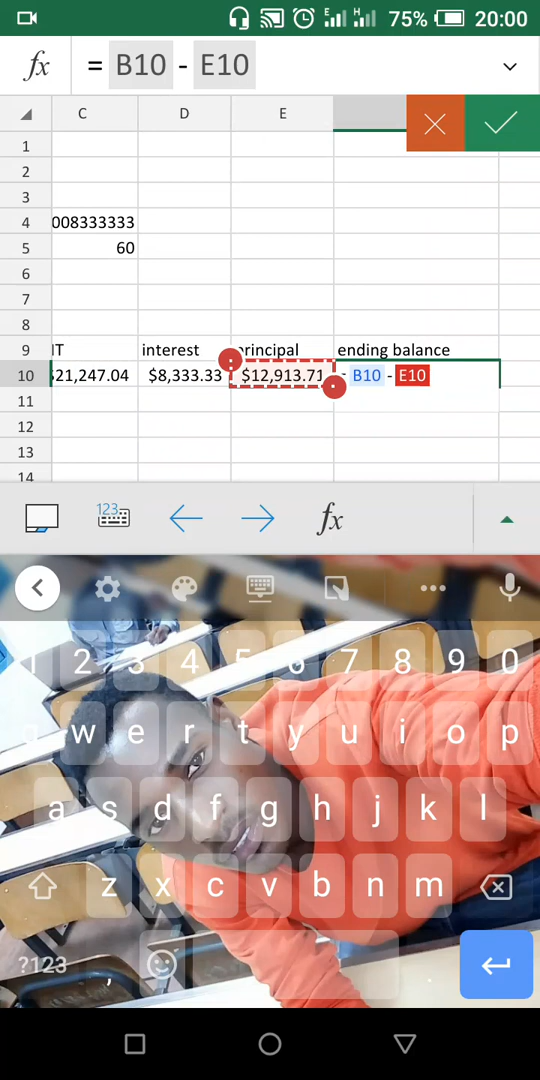 75% 20:00
fx = B10 - E10
C D E
1
2
3
4 008333333
5 60
6
7
8
9 interest principal ending balance
10 $21,247.04 $8,333.33 $12,913.71 = B10 - E10
11
12
13
14
123 fx
1 2 3 4 5 6 7 8 9 0
q w e r t y u i o p
a s d f g h j k l
z x c v b n m
?123 , .